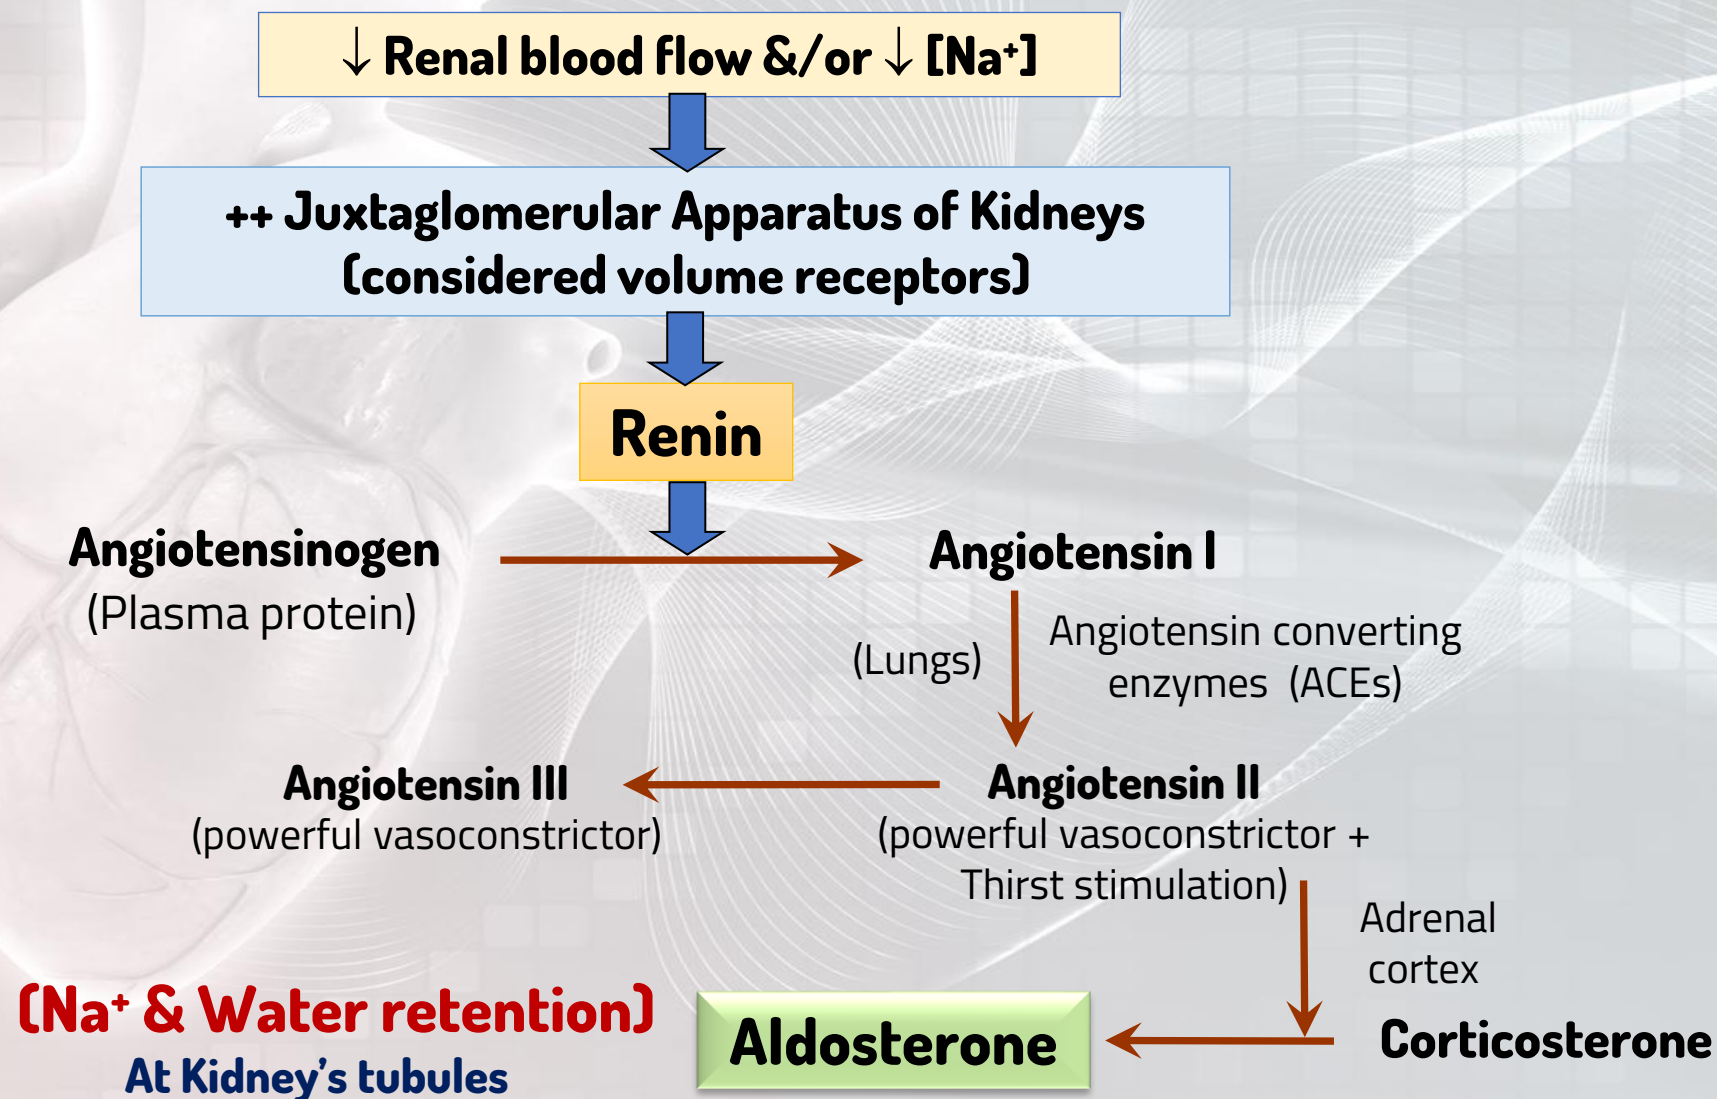 ↓ Renal blood flow &/or ↓ [Na⁺]
++ Juxtaglomerular Apparatus of Kidneys
(considered volume receptors)
Renin
Angiotensinogen
(Plasma protein)
Angiotensin I
(Lungs)
Angiotensin converting
enzymes (ACEs)
Angiotensin III
(powerful vasoconstrictor)
Angiotensin II
(powerful vasoconstrictor +
Thirst stimulation)
Adrenal
cortex
(Na⁺ & Water retention)
At Kidney's tubules
Aldosterone
Corticosterone